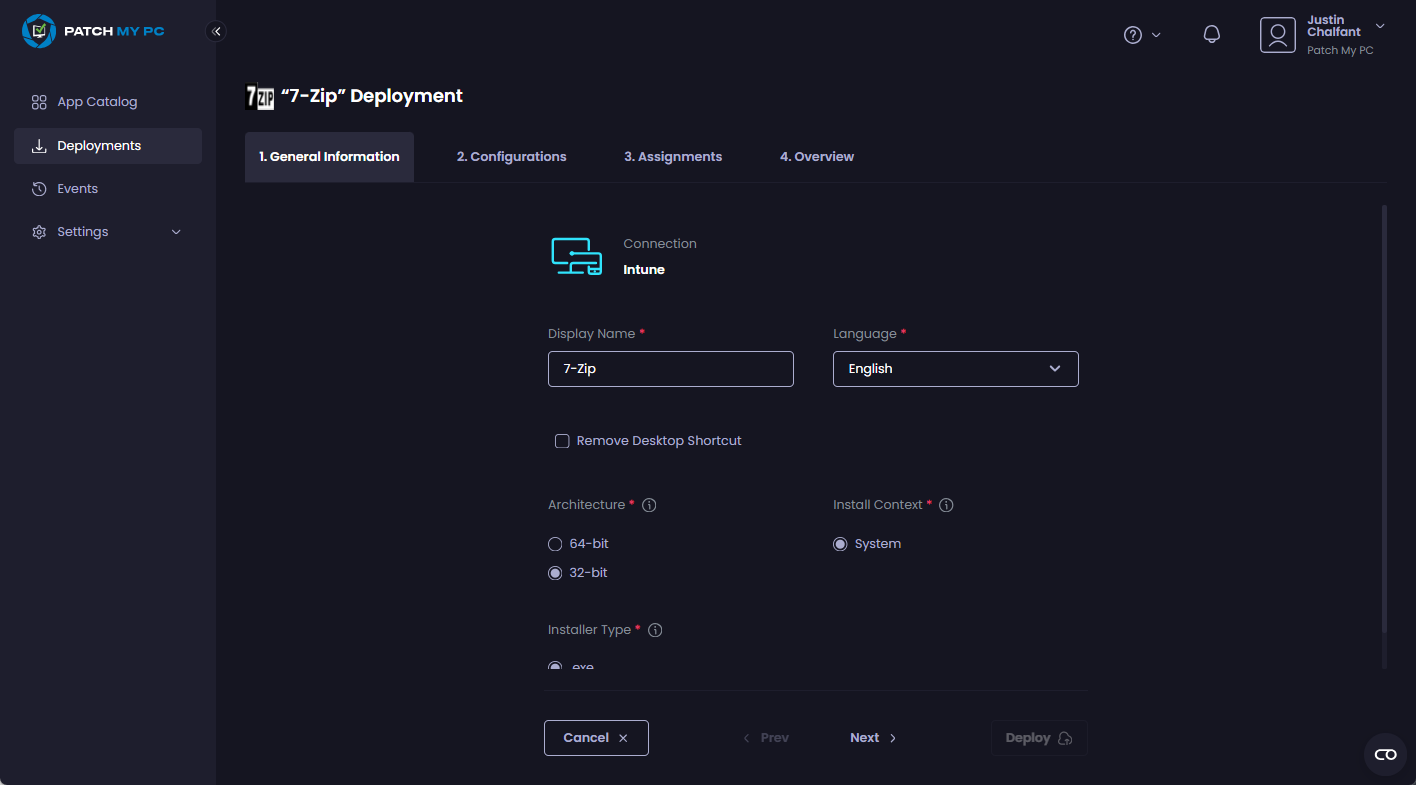 PATCH MY PC
App Catalog
Deployments
Events
Settings
Justin
Chalfant
Patch My PC
7ZIP “7-Zip” Deployment
1. General Information 2. Configurations 3. Assignments 4. Overview
Connection
Intune
Display Name * Language *
7-Zip English
Remove Desktop Shortcut
Architecture * Install Context *
64-bit System
32-bit
Installer Type *
.exe
Cancel Prev Next Deploy